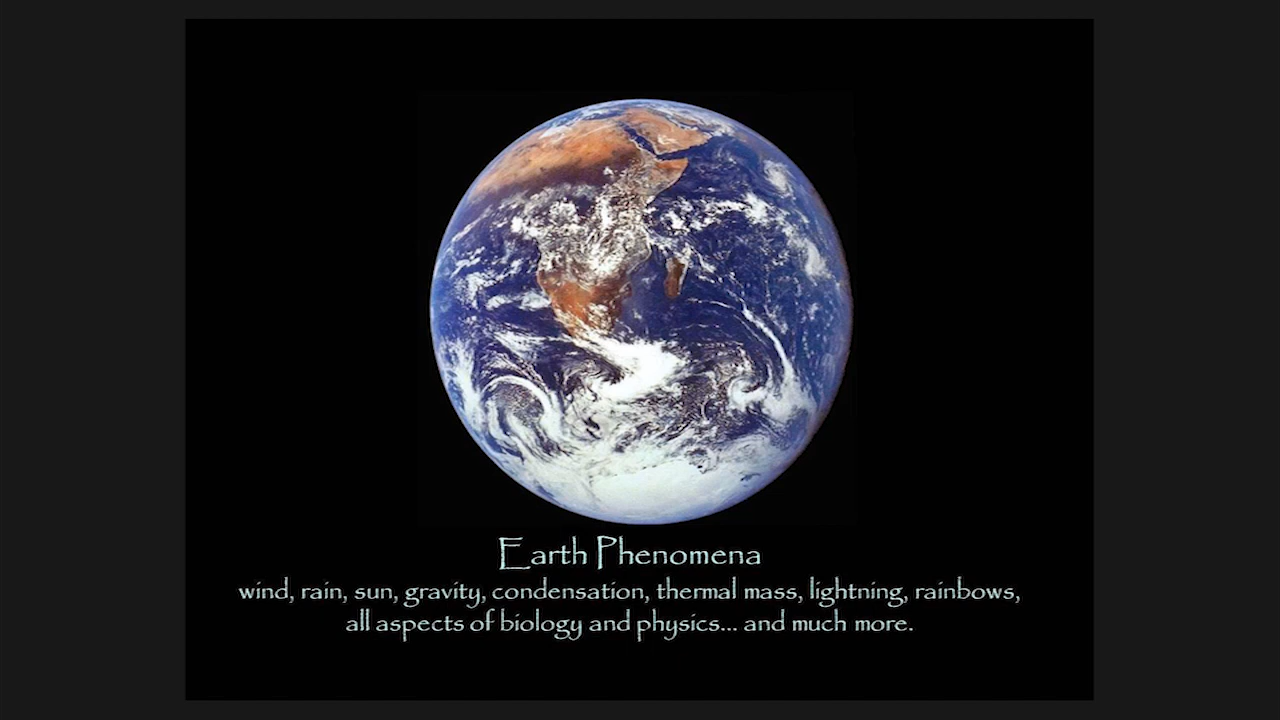 Earth Phenomena
wind, rain, sun, gravity, condensation, thermal mass, lightning, rainbows,
all aspects of biology and physics... and much more.